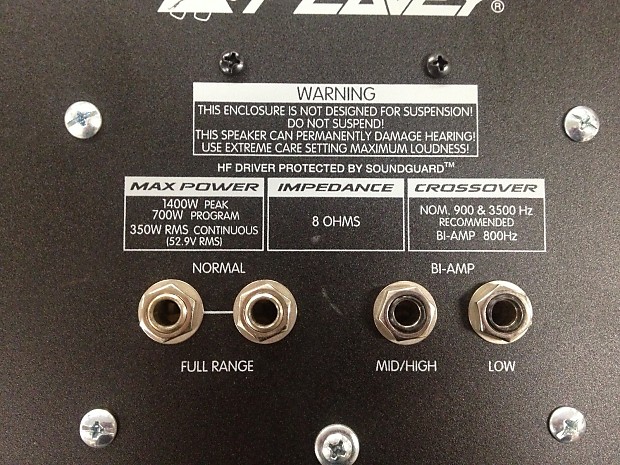 PEAVEY®
WARNING
THIS ENCLOSURE IS NOT DESIGNED FOR SUSPENSION!
DO NOT SUSPEND!
THIS SPEAKER CAN PERMANENTLY DAMAGE HEARING!
USE EXTREME CARE SETTING MAXIMUM LOUDNESS!
HF DRIVER PROTECTED BY SOUNDGUARD™
MAX POWER
1400W PEAK
700W PROGRAM
350W RMS CONTINUOUS
(52.9V RMS)
IMPEDANCE
8 OHMS
CROSSOVER
NOM. 900 & 3500 Hz
RECOMMENDED
BI-AMP 800Hz
NORMAL BI-AMP
FULL RANGE MID/HIGH LOW